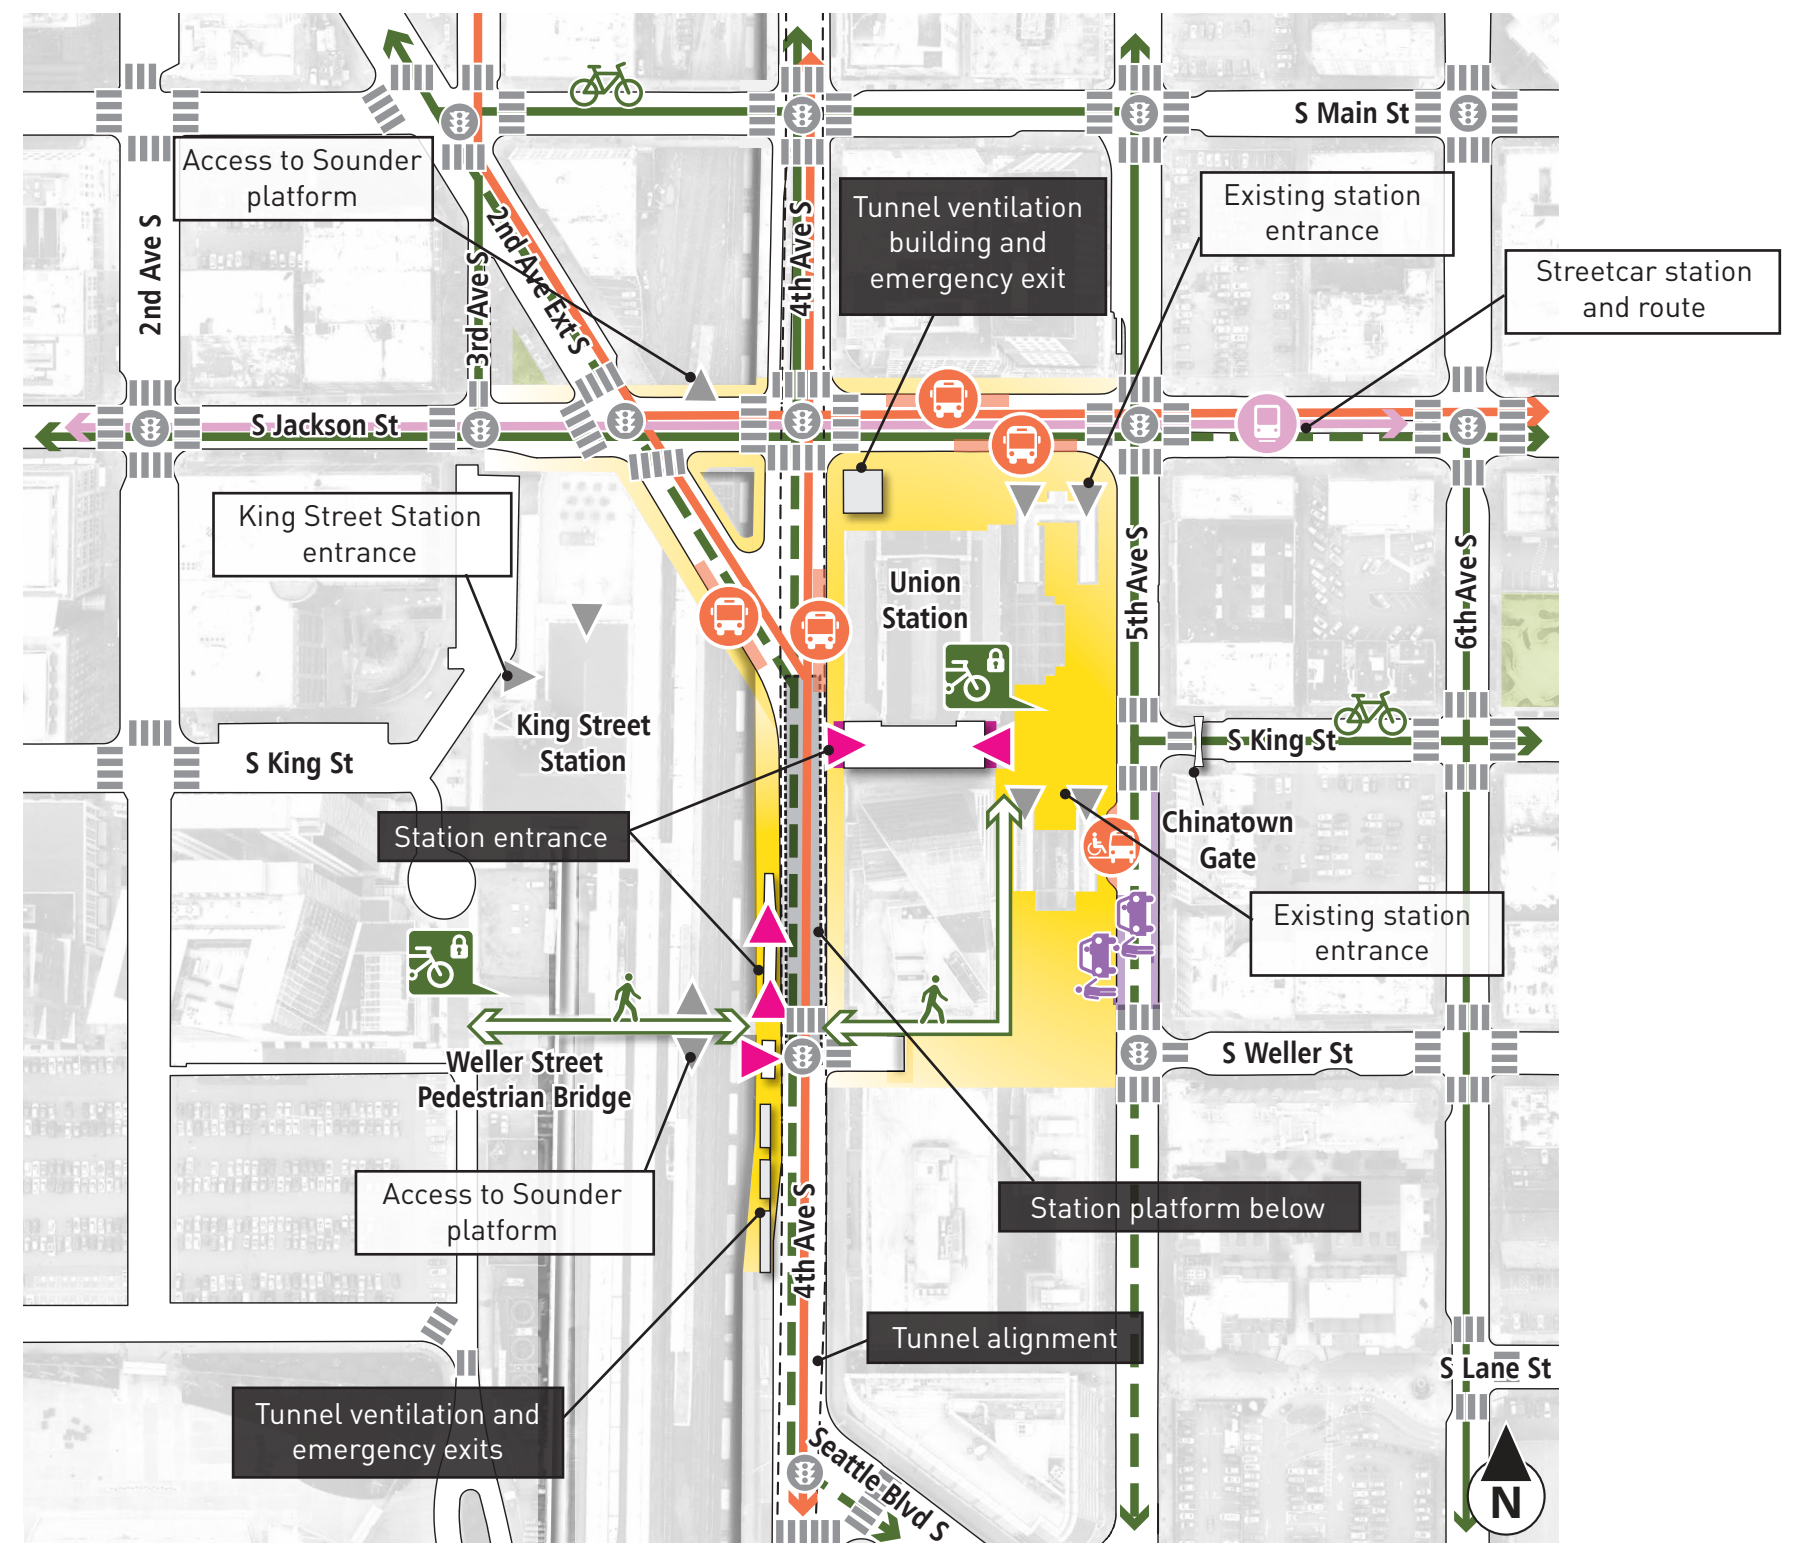 S Main St
Access to Sounder
platform
Tunnel ventilation
building and
emergency exit
Existing station
entrance
Streetcar station
and route
2nd Ave S
3rd Ave S
2nd Ave Ext S
4th Ave S
S Jackson St
King Street Station
entrance
Union
Station
5th Ave S
6th Ave S
King Street
Station
S King St
S King St
Station entrance
Chinatown
Gate
Existing station
entrance
Weller Street
Pedestrian Bridge
S Weller St
Access to Sounder
platform
Station platform below
4th Ave S
Tunnel alignment
S Lane St
Tunnel ventilation and
emergency exits
Seattle Blvd S
N